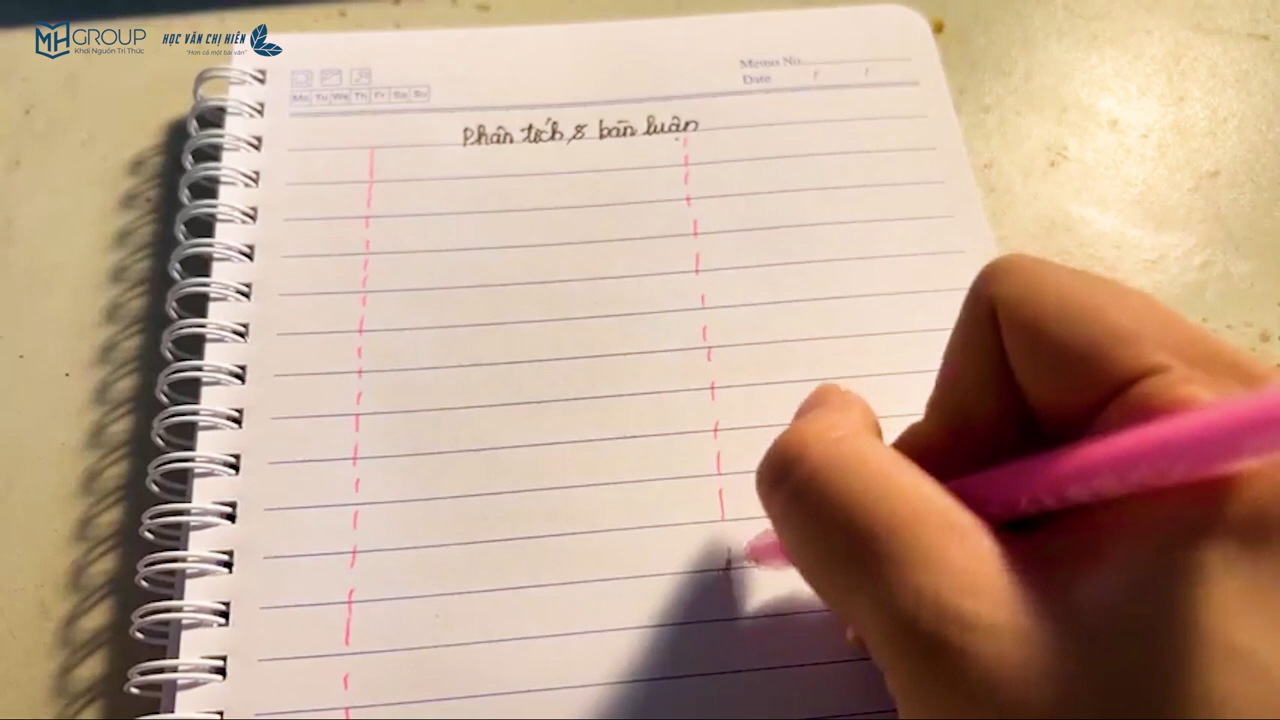 MH GROUP
Khơi Nguồn Tri Thức
HỌC VĂN CHỊ HIÊN
"Hơn cả một bài văn"
Memo No.
Date / /
Mo Tu We Th Fr Sa Su
Phân tích & bàn luận